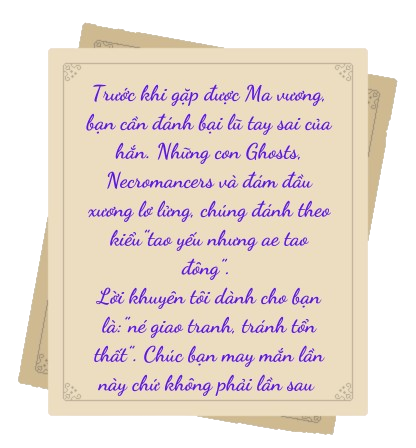 Trước khi gặp được Ma vương,
bạn cần đánh bại lũ tay sai của
hắn. Những con Ghosts,
Necromancers và đám đầu
xương lơ lửng, chúng đánh theo
kiểu"tao yếu nhưng ae tao
đông".
Lời khuyên tôi dành cho bạn
là:"né giao tranh, tránh tổn
thất". Chúc bạn may mắn lần
này chứ không phải lần sau